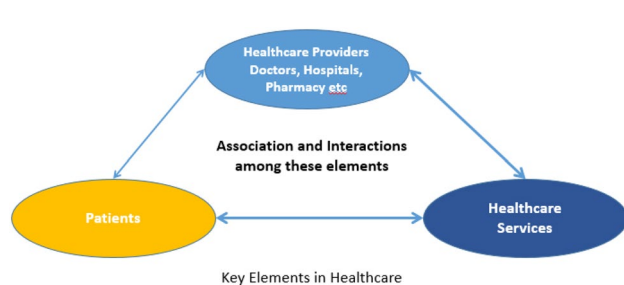 Healthcare Providers
Doctors, Hospitals,
Pharmacy etc
Association and Interactions
among these elements
Patients
Healthcare
Services
Key Elements in Healthcare